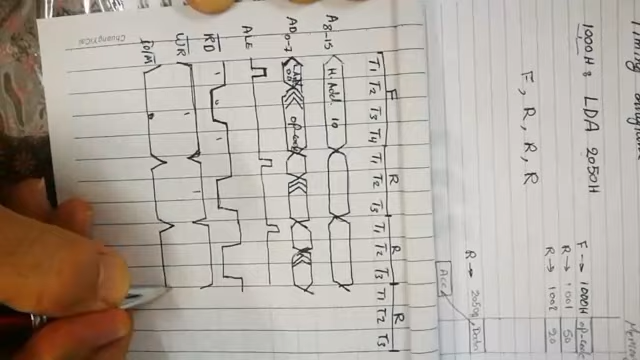 Timing diagram
1000H : LDA 2050H
F, R, R, R
F → 1000H op-code
R → 1001 50
R → 1002 20
R → 2050, Data
Acc
F R R R
T1 T2 T3 T4 T1 T2 T3 T1 T2 T3 T1 T2 T3
A8-15 H Add. 10
AD0-7 op-code
ALE
RD
WR
IO/M